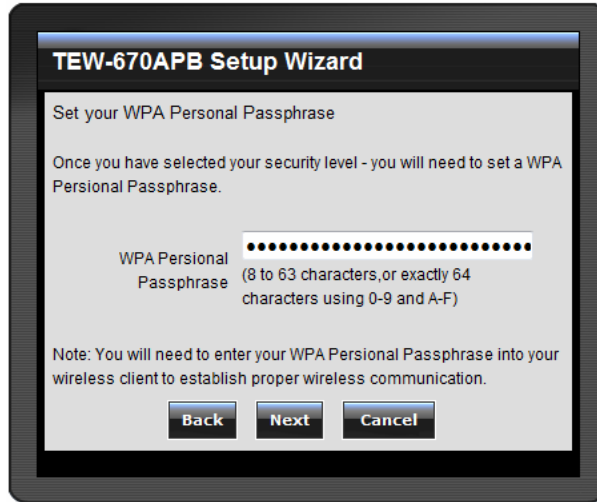 TEW-670APB Setup Wizard
Set your WPA Personal Passphrase
Once you have selected your security level - you will need to set a WPA
Persional Passphrase.
WPA Persional
Passphrase
●●●●●●●●●●●●●●●●●●●●●●●●●●●
(8 to 63 characters,or exactly 64
characters using 0-9 and A-F)
Note: You will need to enter your WPA Persional Passphrase into your
wireless client to establish proper wireless communication.
Back Next Cancel